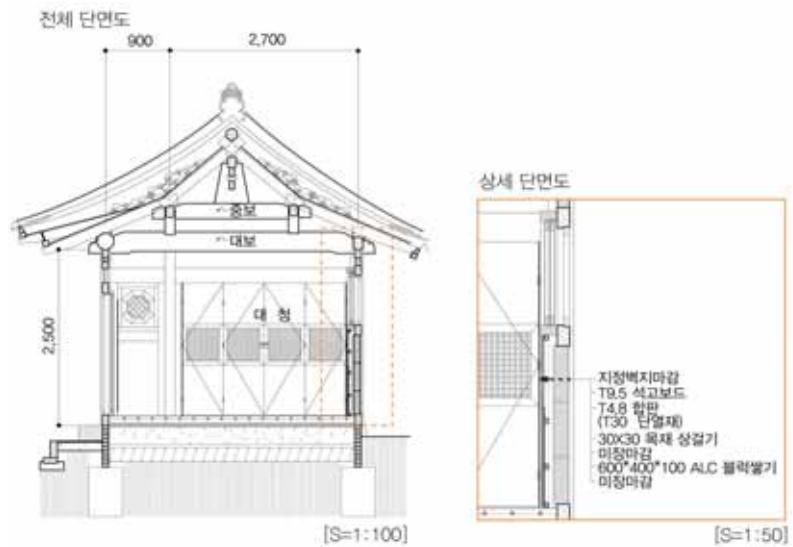 전체 단면도
900
2,700
중보
대보
대 청
2,500
[S=1:100]
상세 단면도
지정벽지마감
T9.5 석고보드
T4.8 합판
(T30 단열재)
30X30 목재 상걸기
미장마감
600*400*100 ALC 블럭쌓기
미장마감
[S=1:50]